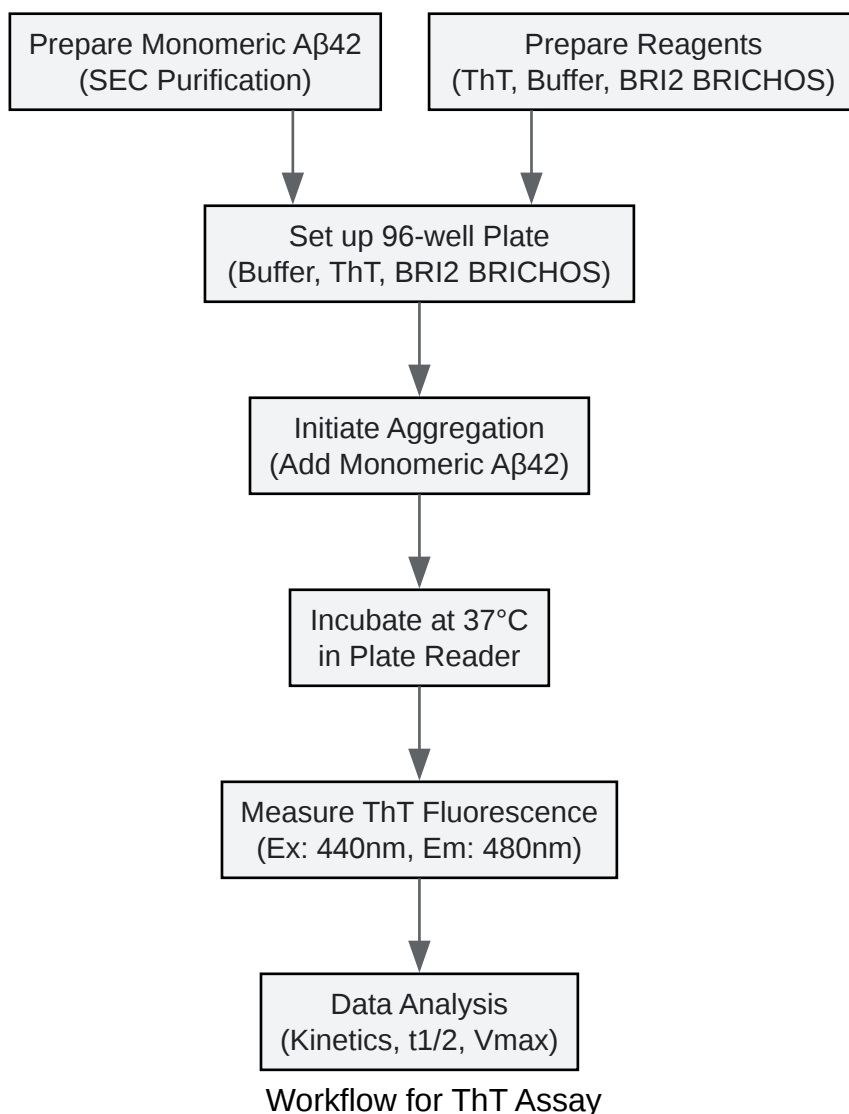 Prepare Monomeric Aβ42
(SEC Purification)
Prepare Reagents
(ThT, Buffer, BRI2 BRICHOS)
Set up 96-well Plate
(Buffer, ThT, BRI2 BRICHOS)
Initiate Aggregation
(Add Monomeric Aβ42)
Incubate at 37°C
in Plate Reader
Measure ThT Fluorescence
(Ex: 440nm, Em: 480nm)
Data Analysis
(Kinetics, t1/2, Vmax)
Workflow for ThT Assay